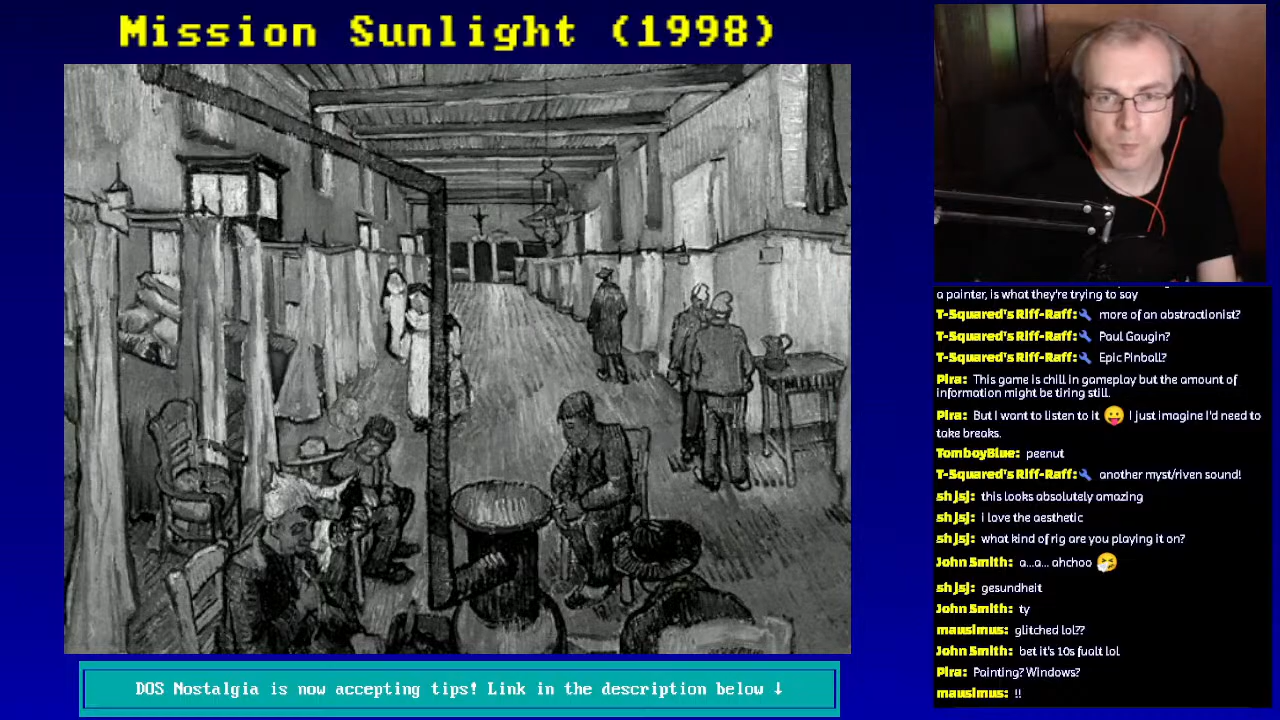 Mission Sunlight (1998)
a painter, is what they're trying to say
T-Squared's Riff-Raff: more of an abstractionist?
T-Squared's Riff-Raff: Paul Gaugin?
T-Squared's Riff-Raff: Epic Pinball?
Pira: This game is chill in gameplay but the amount of
information might be tiring still.
Pira: But I want to listen to it 😛 I just imagine I'd need to
take breaks.
TomboyBlue: peenut
T-Squared's Riff-Raff: another myst/riven sound!
sh jsj: this looks absolutely amazing
sh jsj: i love the aesthetic
sh jsj: what kind of rig are you playing it on?
John Smith: a...a... ahchoo 🤧
sh jsj: gesundheit
John Smith: ty
mausimus: glitched lol??
John Smith: bet it's 10s fualt lol
Pira: Painting? Windows?
mausimus: !!
DOS Nostalgia is now accepting tips! Link in the description below ↓